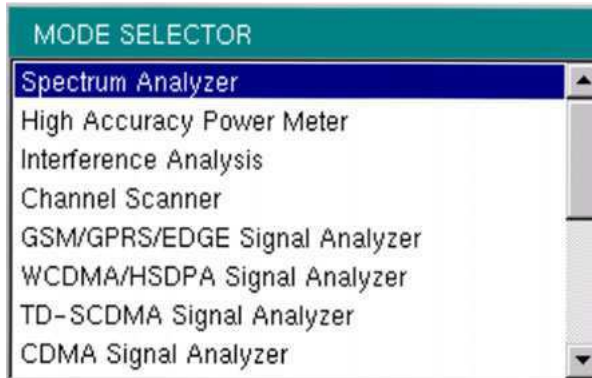 MODE SELECTOR
Spectrum Analyzer
High Accuracy Power Meter
Interference Analysis
Channel Scanner
GSM/GPRS/EDGE Signal Analyzer
WCDMA/HSDPA Signal Analyzer
TD-SCDMA Signal Analyzer
CDMA Signal Analyzer